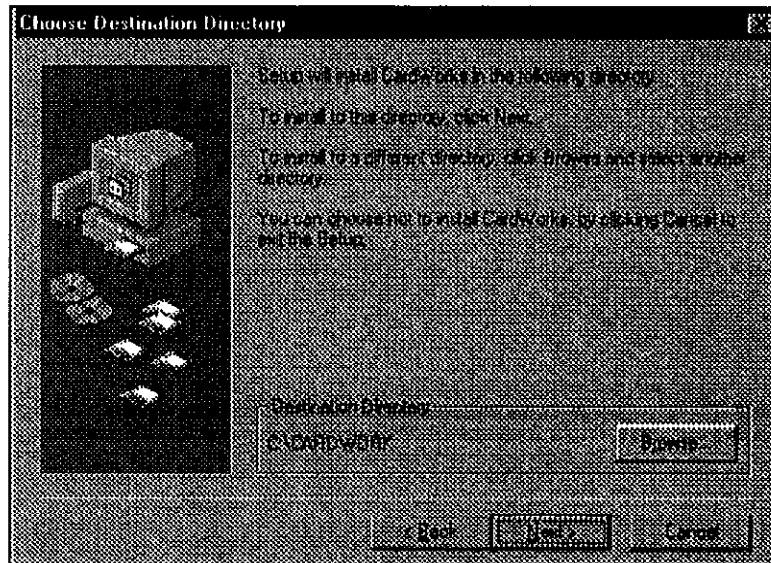 Choose Destination Directory
Setup will install CardWorks in the following directory.
To install to this directory, click Next.
To install to a different directory, click Browse and select another
directory.
You can choose not to install CardWorks, by clicking Cancel to
exit the Setup.
Destination Directory
C:\CARDWORK
Browse...
< Back
Next >
Cancel